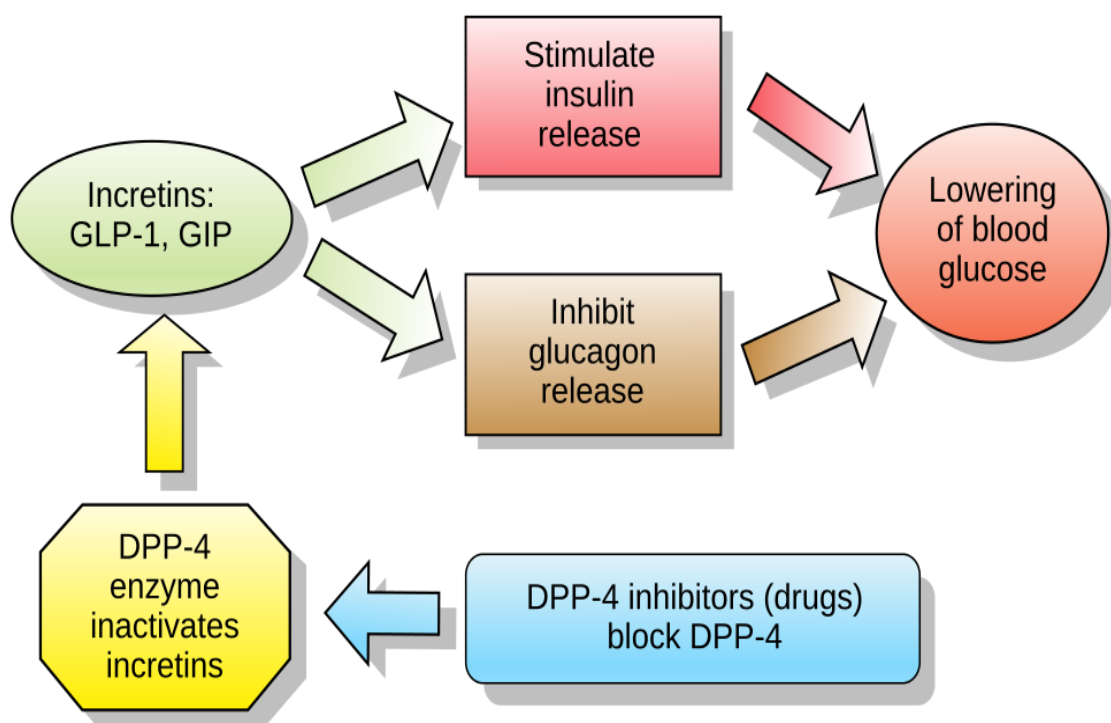 Stimulate
insulin
release
Incretins:
GLP-1, GIP
Lowering
of blood
glucose
Inhibit
glucagon
release
DPP-4
enzyme
inactivates
incretins
DPP-4 inhibitors (drugs)
block DPP-4